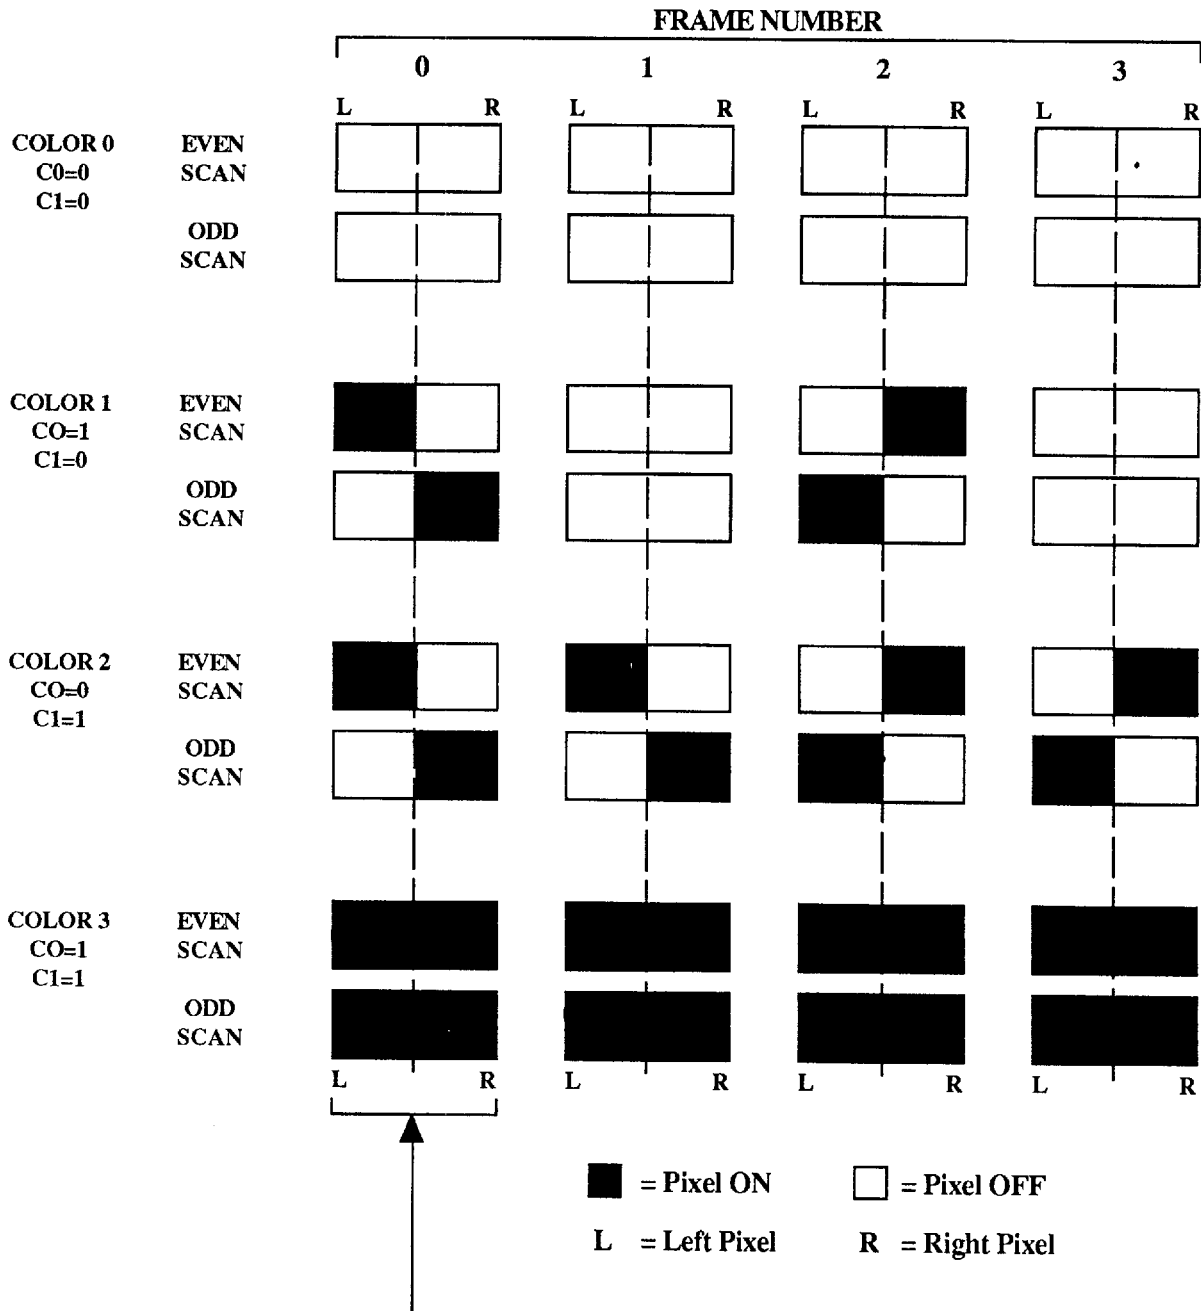 FRAME NUMBER
0 1 2 3
L R L R L R L R
COLOR 0
C0=0
C1=0
EVEN
SCAN
ODD
SCAN
COLOR 1
CO=1
C1=0
EVEN
SCAN
ODD
SCAN
COLOR 2
CO=0
C1=1
EVEN
SCAN
ODD
SCAN
COLOR 3
CO=1
C1=1
EVEN
SCAN
ODD
SCAN
L R L R L R L R
= Pixel ON
= Pixel OFF
L = Left Pixel
R = Right Pixel